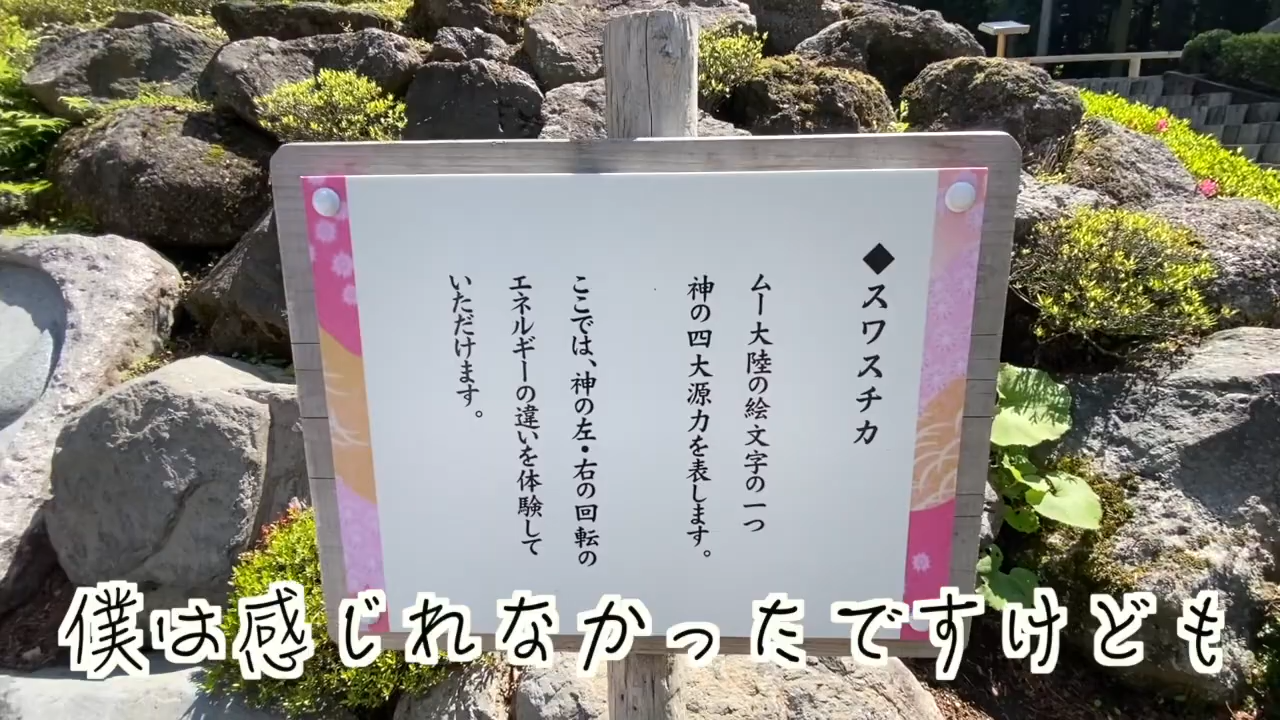 ◆スワスチカ
ムー大陸の絵文字の一つ
神の四大源力を表します。
ここでは、神の左・右の回転の
エネルギーの違いを体験して
いただけます。
僕は感じれなかったですけども